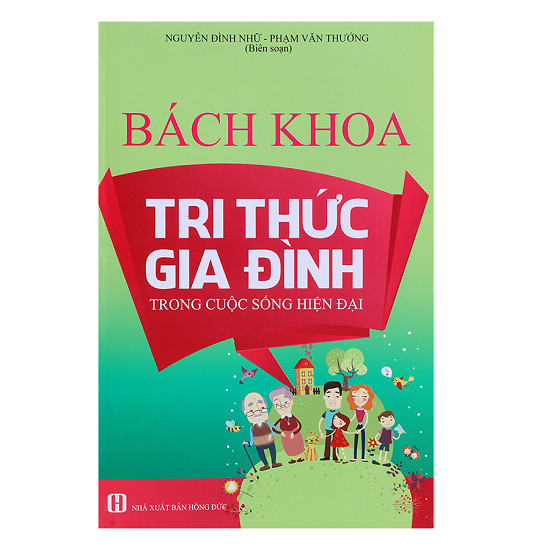 NGUYỄN ĐÌNH NHỮ - PHẠM VĂN THƯỞNG
(Biên soạn)
BÁCH KHOA
TRI THỨC
GIA ĐÌNH
TRONG CUỘC SỐNG HIỆN ĐẠI
NHÀ XUẤT BẢN HỒNG ĐỨC